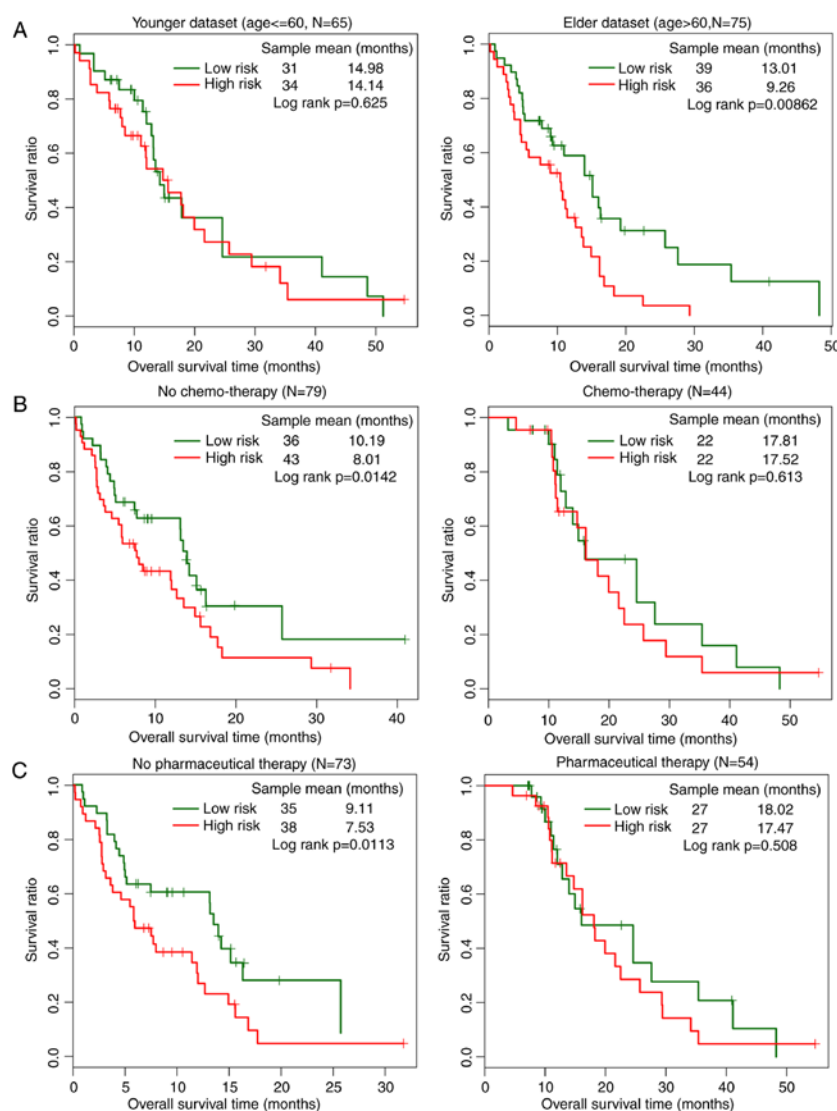 A
Younger dataset (age<=60, N=65)
Sample mean (months)
Low risk 31 14.98
High risk 34 14.14
Log rank p=0.625
Survival ratio
0.0 0.2 0.4 0.6 0.8 1.0
0 10 20 30 40 50
Overall survival time (months)
Elder dataset (age>60,N=75)
Sample mean (months)
Low risk 39 13.01
High risk 36 9.26
Log rank p=0.00862
Survival ratio
0.0 0.2 0.4 0.6 0.8 1.0
0 10 20 30 40 50
Overall survival time (months)
B
No chemo-therapy (N=79)
Sample mean (months)
Low risk 36 10.19
High risk 43 8.01
Log rank p=0.0142
Survival ratio
0.0 0.2 0.4 0.6 0.8 1.0
0 10 20 30 40
Overall survival time (months)
Chemo-therapy (N=44)
Sample mean (months)
Low risk 22 17.81
High risk 22 17.52
Log rank p=0.613
Survival ratio
0.0 0.2 0.4 0.6 0.8 1.0
0 10 20 30 40 50
Overall survival time (months)
C
No pharmaceutical therapy (N=73)
Sample mean (months)
Low risk 35 9.11
High risk 38 7.53
Log rank p=0.0113
Survival ratio
0.0 0.2 0.4 0.6 0.8 1.0
0 5 10 15 20 25 30
Overall survival time (months)
Pharmaceutical therapy (N=54)
Sample mean (months)
Low risk 27 18.02
High risk 27 17.47
Log rank p=0.508
Survival ratio
0.0 0.2 0.4 0.6 0.8 1.0
0 10 20 30 40 50
Overall survival time (months)